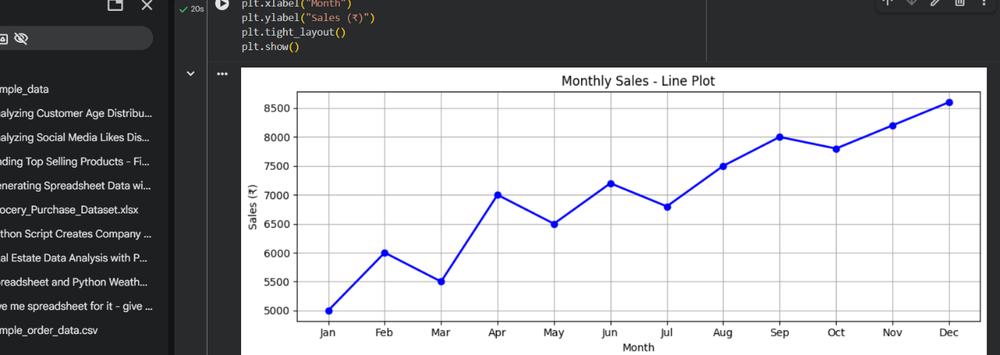 20s
plt.xlabel("Month")
plt.ylabel("Sales (₹)")
plt.tight_layout()
plt.show()
mple_data
alyzing Customer Age Distribu...
alyzing Social Media Likes Dis...
nding Top Selling Products - Fi...
enerating Spreadsheet Data wi...
ocery_Purchase_Dataset.xlsx
thon Script Creates Company ...
al Estate Data Analysis with P...
preadsheet and Python Weath...
ve me spreadsheet for it - give ...
mple_order_data.csv
Monthly Sales - Line Plot
8500
8000
7500
7000
6500
6000
5500
5000
Sales (₹)
Jan Feb Mar Apr May Jun Jul Aug Sep Oct Nov Dec
Month